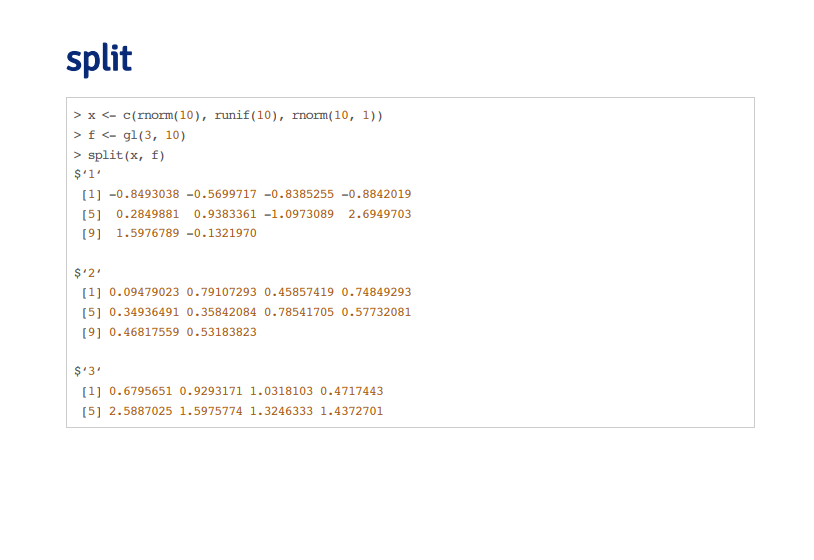 split
> x <- c(rnorm(10), runif(10), rnorm(10, 1))
> f <- gl(3, 10)
> split(x, f)
$‘1‘
[1] -0.8493038 -0.5699717 -0.8385255 -0.8842019
[5] 0.2849881 0.9383361 -1.0973089 2.6949703
[9] 1.5976789 -0.1321970
$‘2‘
[1] 0.09479023 0.79107293 0.45857419 0.74849293
[5] 0.34936491 0.35842084 0.78541705 0.57732081
[9] 0.46817559 0.53183823
$‘3‘
[1] 0.6795651 0.9293171 1.0318103 0.4717443
[5] 2.5887025 1.5975774 1.3246333 1.4372701